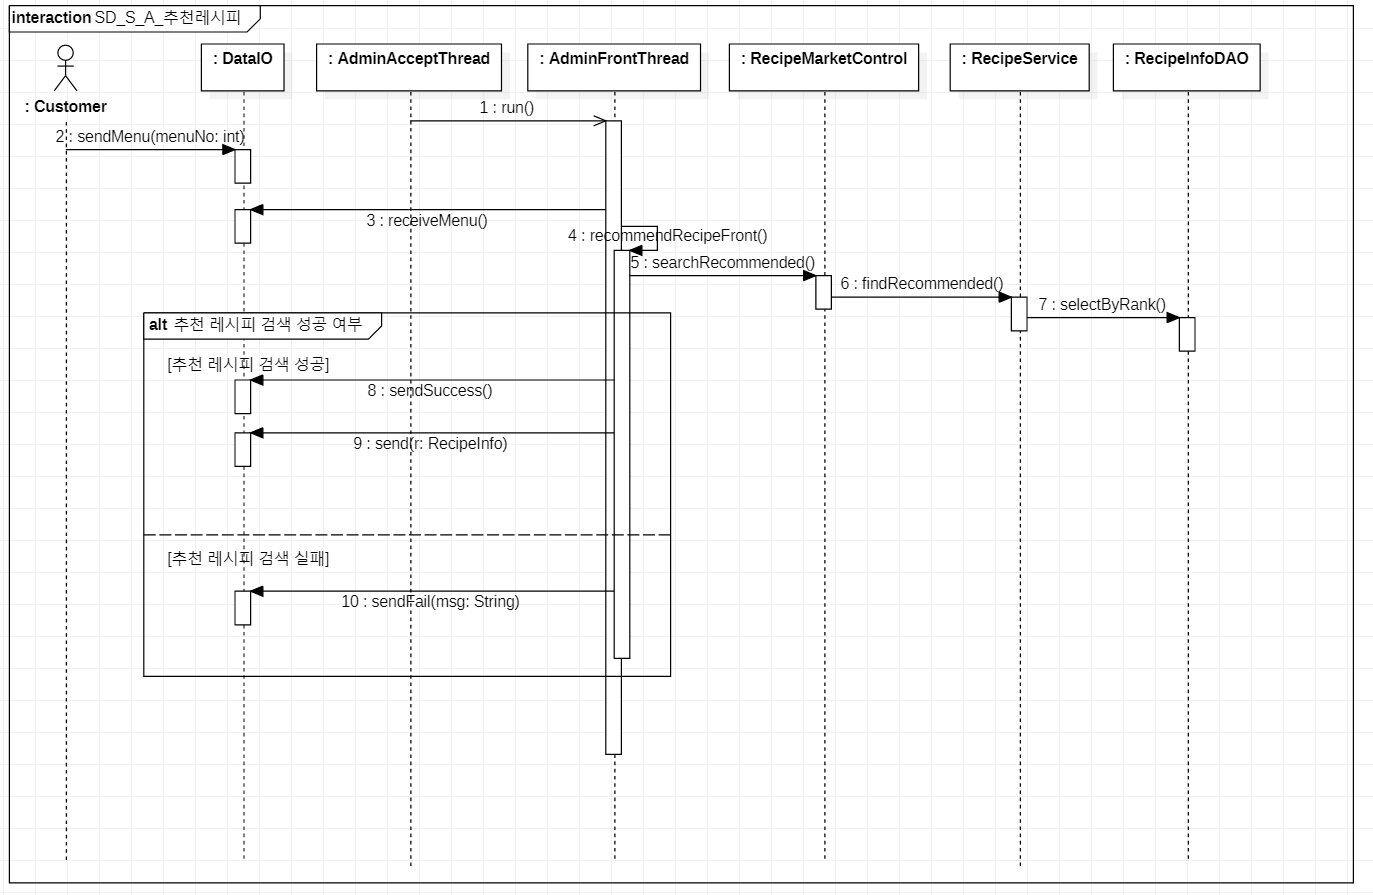 interaction SD_S_A_추천레시피
: Customer
: DataIO
: AdminAcceptThread
: AdminFrontThread
: RecipeMarketControl
: RecipeService
: RecipeInfoDAO
1 : run()
2 : sendMenu(menuNo: int)
3 : receiveMenu()
4 : recommendRecipeFront()
5 : searchRecommended()
6 : findRecommended()
7 : selectByRank()
alt 추천 레시피 검색 성공 여부
[추천 레시피 검색 성공]
8 : sendSuccess()
9 : send(r: RecipeInfo)
[추천 레시피 검색 실패]
10 : sendFail(msg: String)